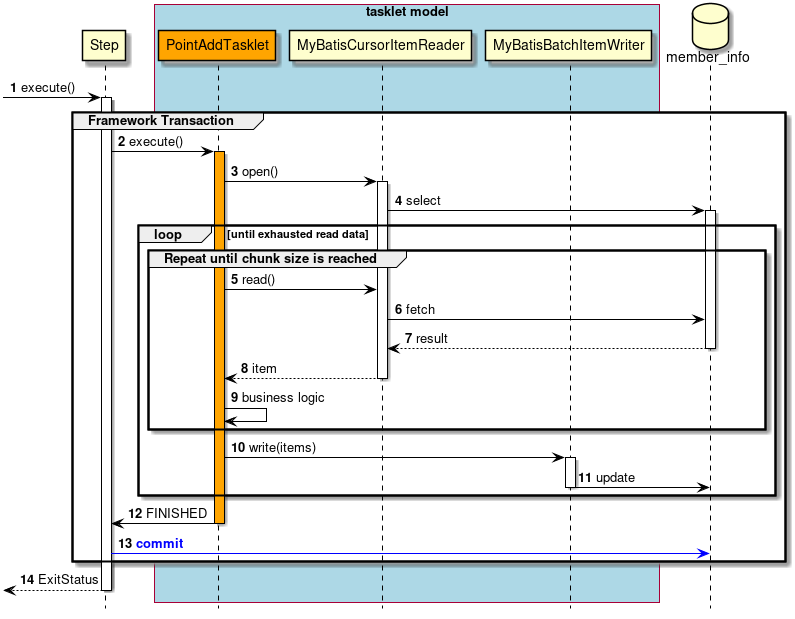 tasklet model
Step
PointAddTasklet
MyBatisCursorItemReader
MyBatisBatchItemWriter
member_info
1 execute()
Framework Transaction
2 execute()
3 open()
4 select
loop [until exhausted read data]
Repeat until chunk size is reached
5 read()
6 fetch
7 result
8 item
9 business logic
10 write(items)
11 update
12 FINISHED
13 commit
14 ExitStatus